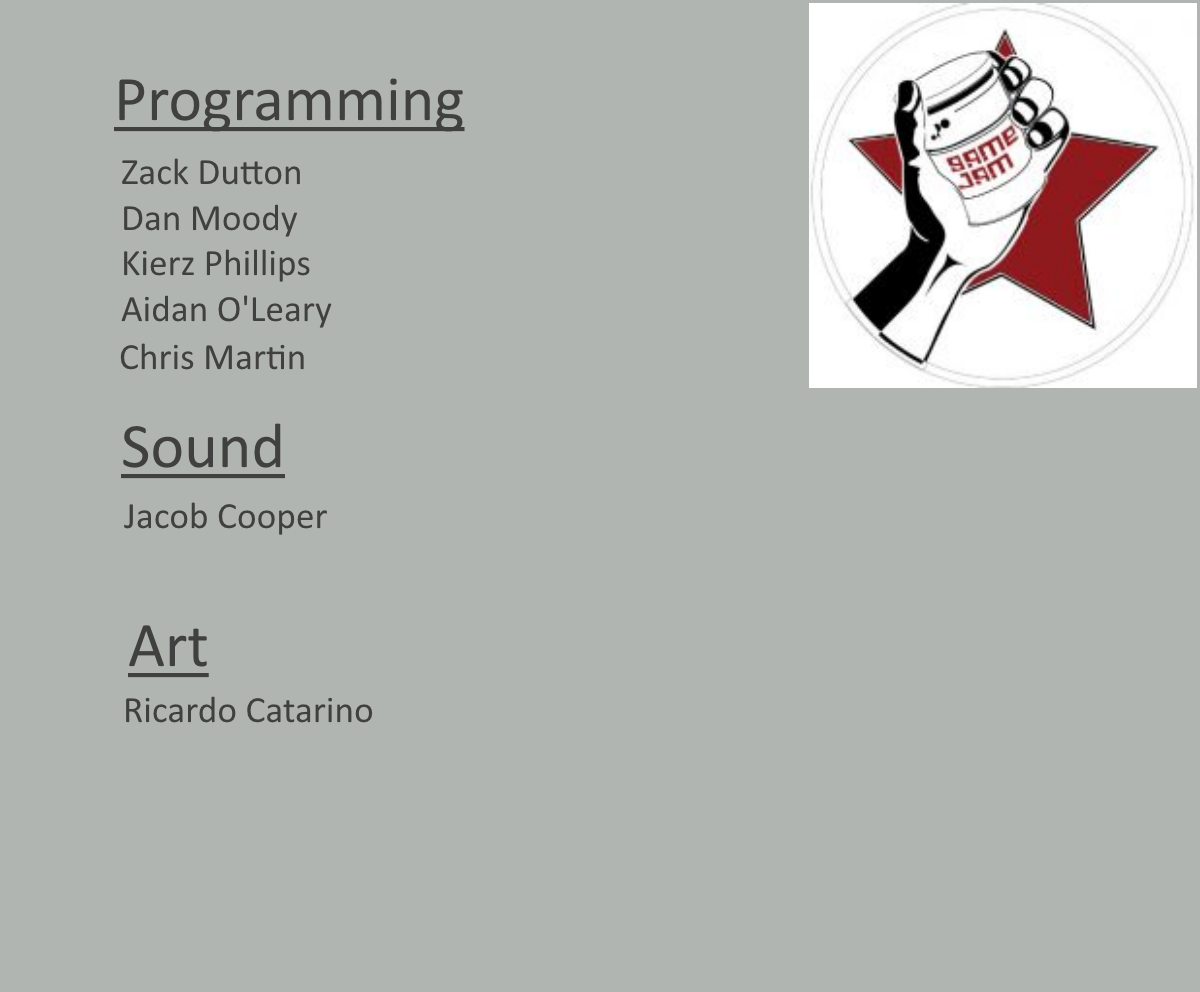 Programming
Zack Dutton
Dan Moody
Kierz Phillips
Aidan O'Leary
Chris Martin
Sound
Jacob Cooper
Art
Ricardo Catarino
GAME
JAM